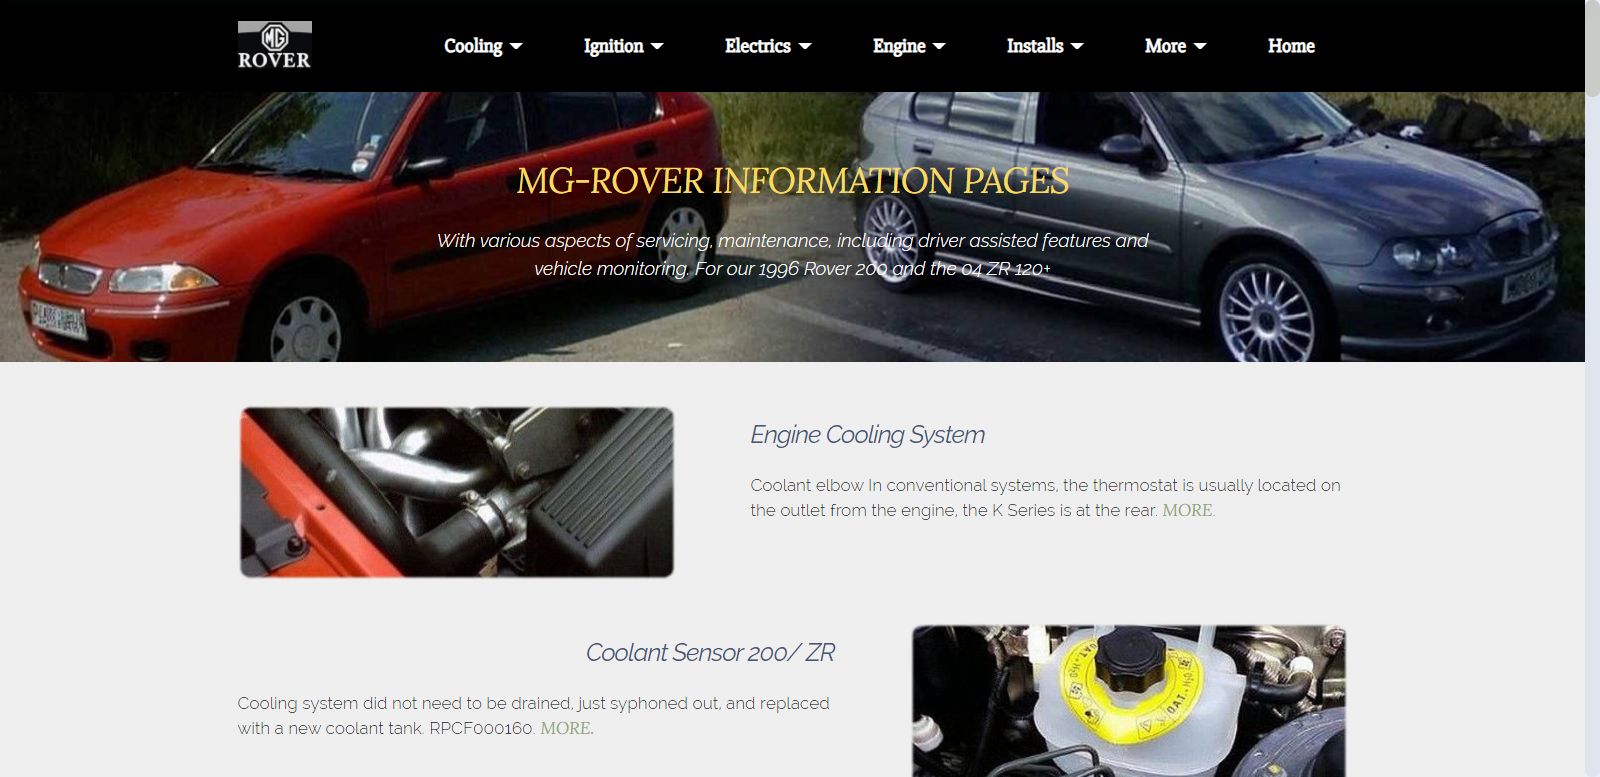 MG
ROVER
Cooling
Ignition
Electrics
Engine
Installs
More
Home
MG-ROVER INFORMATION PAGES
With various aspects of servicing, maintenance, including driver assisted features and
vehicle monitoring. For our 1996 Rover 200 and the 04 ZR 120+
Engine Cooling System
Coolant elbow In conventional systems, the thermostat is usually located on
the outlet from the engine, the K Series is at the rear. MORE.
Coolant Sensor 200/ ZR
Cooling system did not need to be drained, just syphoned out, and replaced
with a new coolant tank. RPCF000160. MORE.
OAT.
H₂O
OAT.
H₂O